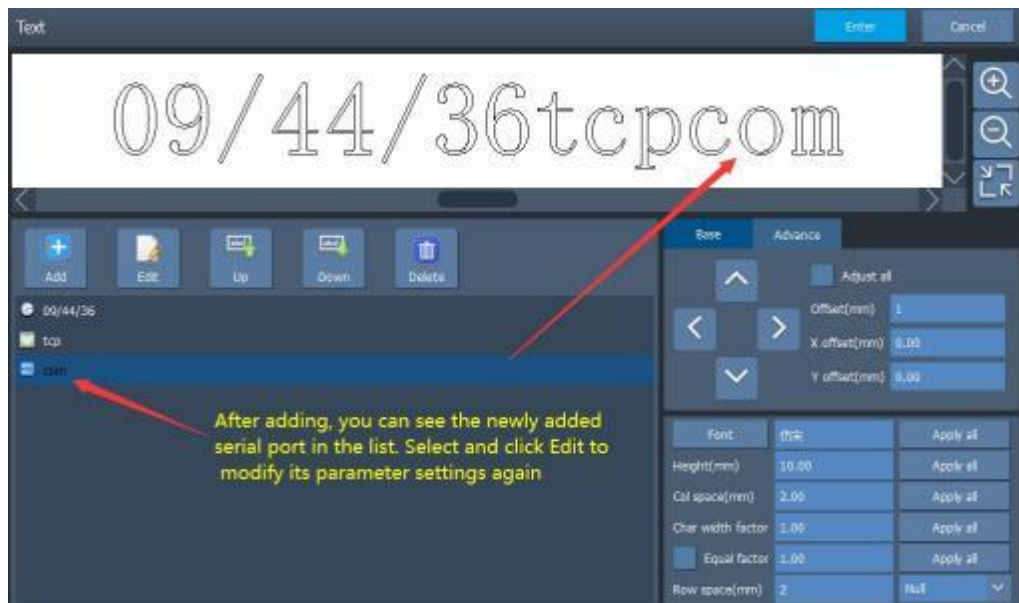 Text
Enter
Cancel
09/44/36tcpcom
Add
Edit
Up
Down
Delete
09/44/36
tcp
com
After adding, you can see the newly added
serial port in the list. Select and click Edit to
modify its parameter settings again
Base
Advance
Adjust all
Offset(mm) 1
X offset(mm) 0.00
Y offset(mm) 0.00
Font 仿宋 Apply all
Height(mm) 10.00 Apply all
Col space(mm) 2.00 Apply all
Char width factor 1.00 Apply all
Equal factor 1.00 Apply all
Row space(mm) 2 Null